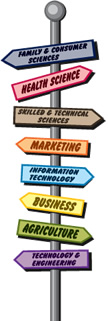 FAMILY & CONSUMER
SCIENCES
HEALTH SCIENCE
SKILLED & TECHNICAL
SCIENCES
MARKETING
INFORMATION
TECHNOLOGY
BUSINESS
AGRICULTURE
TECHNOLOGY &
ENGINEERING